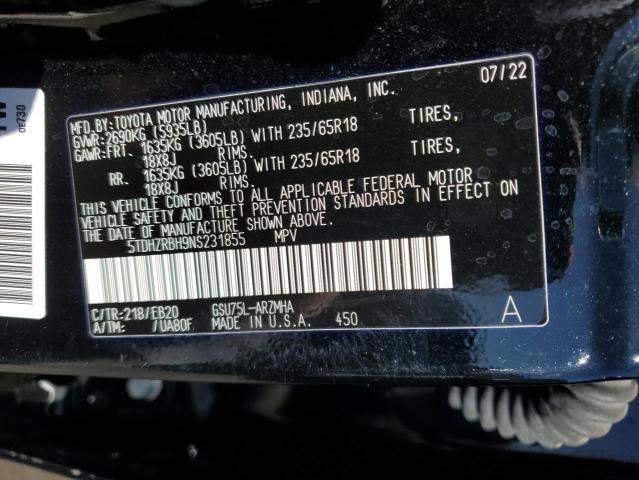 07/22
MFD.BY:TOYOTA MOTOR MANUFACTURING, INDIANA, INC.
GVWR:2690KG (5935LB)
GAWR:FRT. 1635KG (3605LB) WITH 235/65R18 TIRES,
18X8J RIMS.
RR. 1635KG (3605LB) WITH 235/65R18 TIRES,
18X8J RIMS.
THIS VEHICLE CONFORMS TO ALL APPLICABLE FEDERAL MOTOR
VEHICLE SAFETY AND THEFT PREVENTION STANDARDS IN EFFECT ON
THE DATE OF MANUFACTURE SHOWN ABOVE.
5TDHZRBH9NS231855 MPV
C/TR:218/EB20 GSU75L-ARZMHA
A/TM: /UA80F MADE IN U.S.A. 450 A
0E730